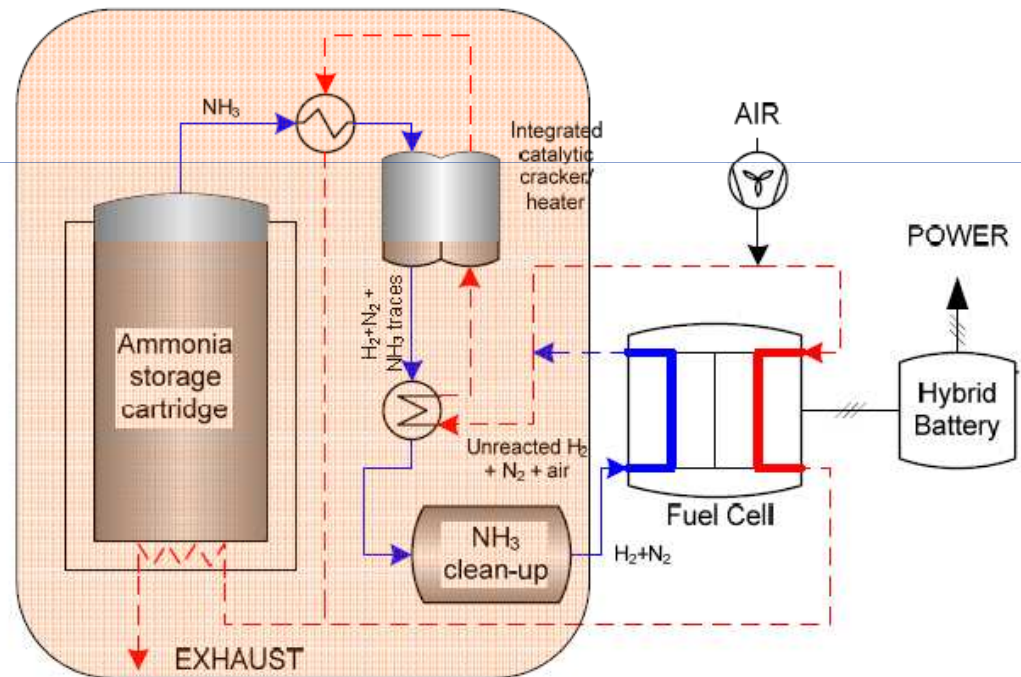 NH₃
Integrated
catalytic
cracker/
heater
AIR
POWER
H₂+N₂+
NH₃ traces
Ammonia
storage
cartridge
Hybrid
Battery
Unreacted H₂
+ N₂ + air
Fuel Cell
NH₃
clean-up
H₂+N₂
EXHAUST